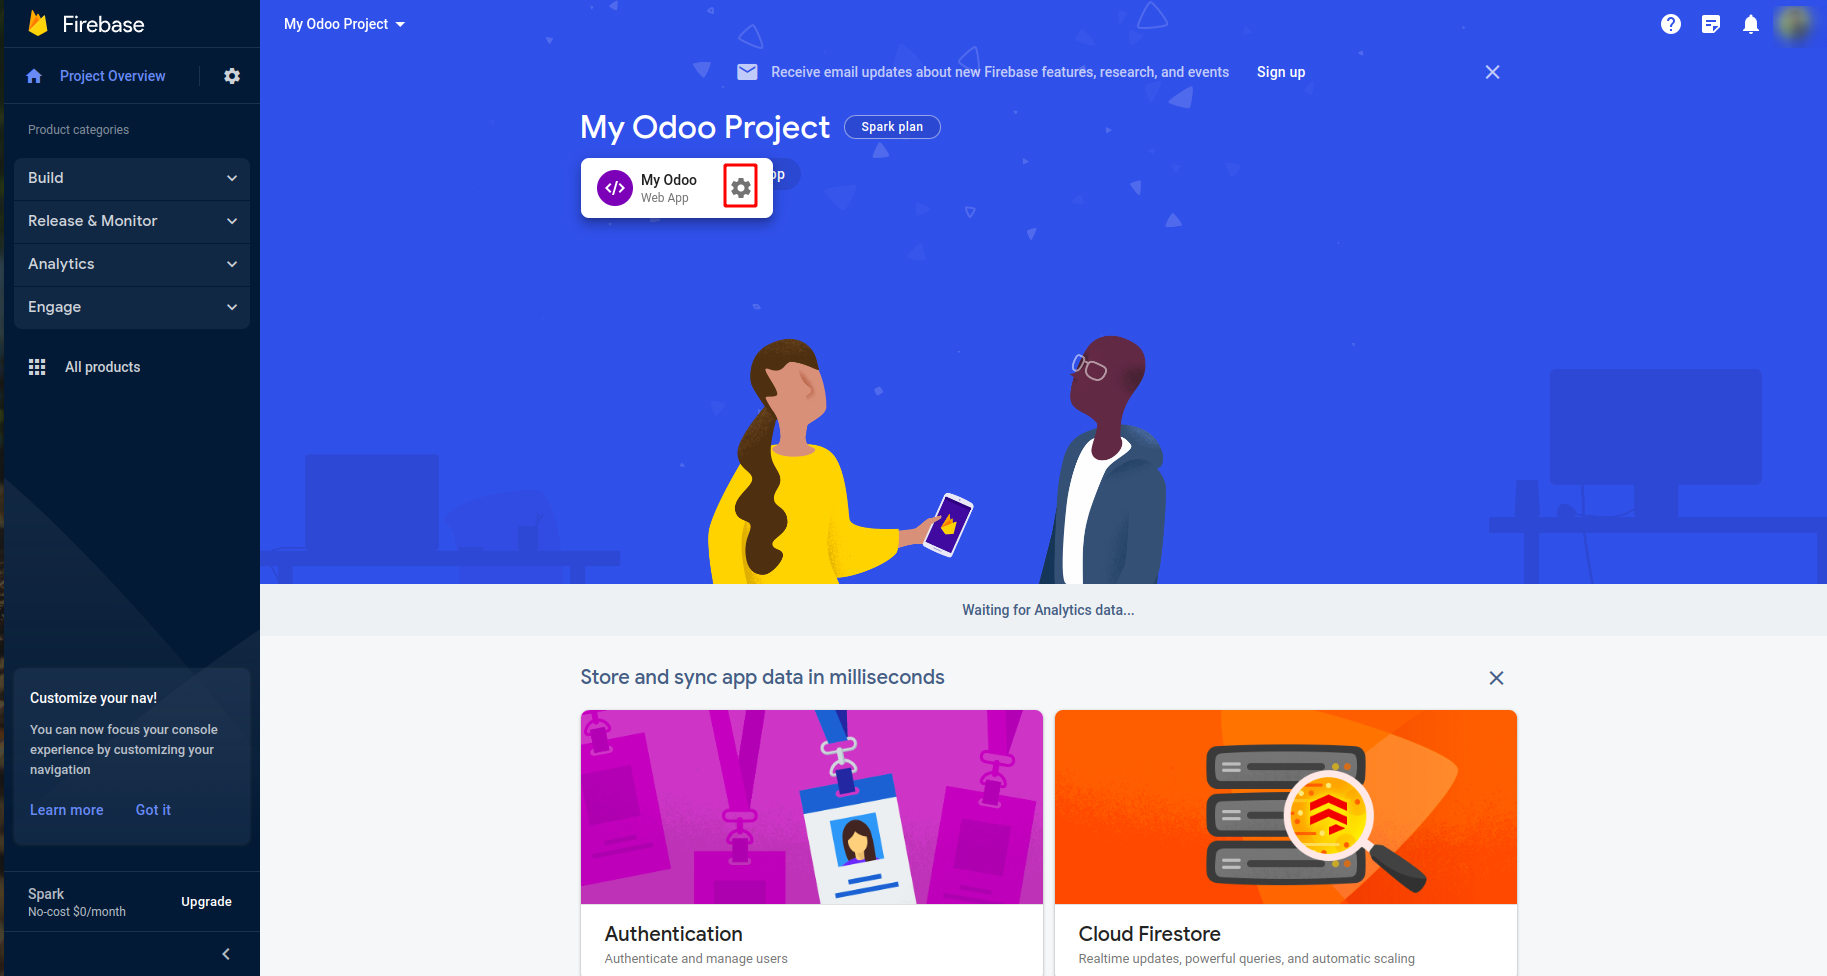 Firebase
Project Overview
Product categories
Build
Release & Monitor
Analytics
Engage
All products
Customize your nav!
You can now focus your console
experience by customizing your
navigation
Learn more Got it
Spark
No-cost $0/month
Upgrade
My Odoo Project
Receive email updates about new Firebase features, research, and events Sign up
My Odoo Project Spark plan
My Odoo
Web App
pp
Waiting for Analytics data...
Store and sync app data in milliseconds
Authentication
Authenticate and manage users
Cloud Firestore
Realtime updates, powerful queries, and automatic scaling